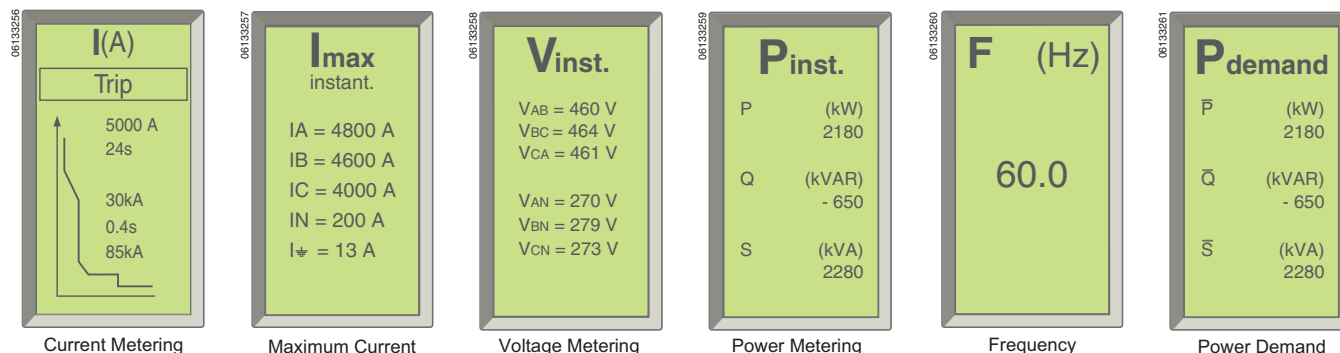 06133256
I(A)
Trip
5000 A
24s
30kA
0.4s
85kA
Current Metering
06133257
Imax
instant.
IA = 4800 A
IB = 4600 A
IC = 4000 A
IN = 200 A
I⏚ = 13 A
Maximum Current
06133258
Vinst.
VAB = 460 V
VBC = 464 V
VCA = 461 V
VAN = 270 V
VBN = 279 V
VCN = 273 V
Voltage Metering
06133259
Pinst.
P (kW)
2180
Q (kVAR)
- 650
S (kVA)
2280
Power Metering
06133260
F (Hz)
60.0
Frequency
06133261
Pdemand
P̅ (kW)
2180
Q̅ (kVAR)
- 650
S̅ (kVA)
2280
Power Demand